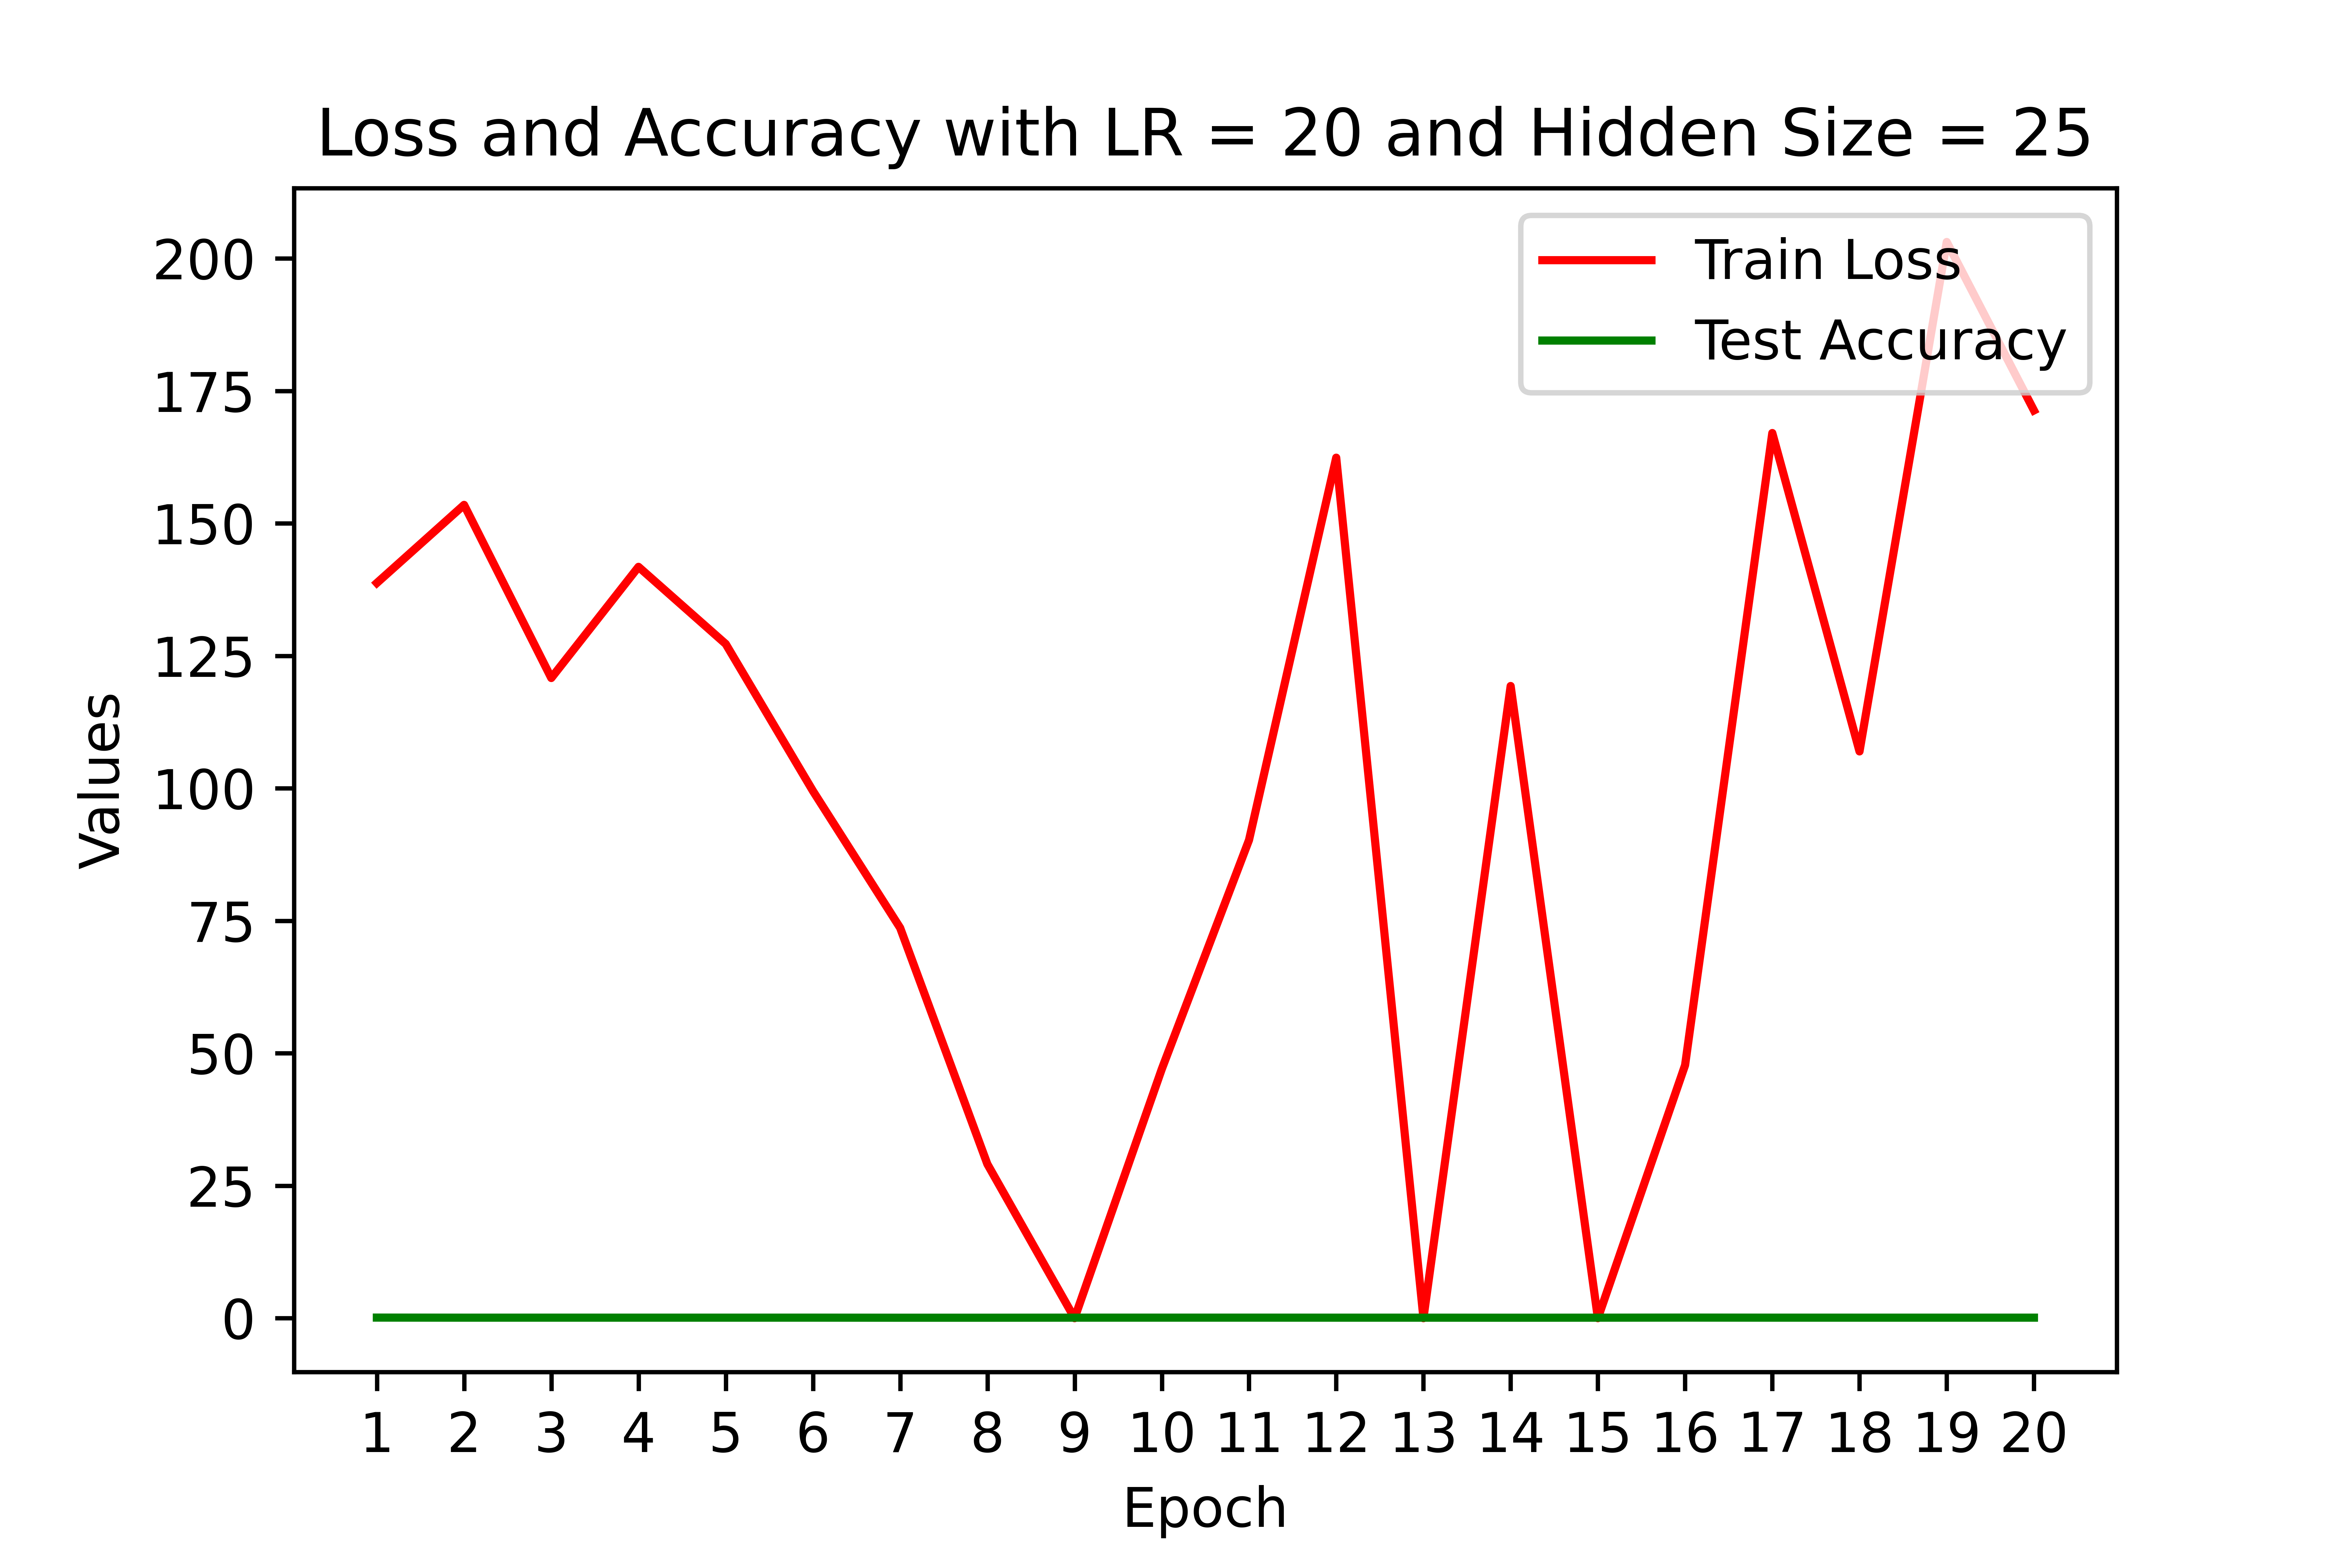 Loss and Accuracy with LR = 20 and Hidden Size = 25
Train Loss
Test Accuracy
200
175
150
125
100
75
50
25
0
Values
1 2 3 4 5 6 7 8 9 10 11 12 13 14 15 16 17 18 19 20
Epoch